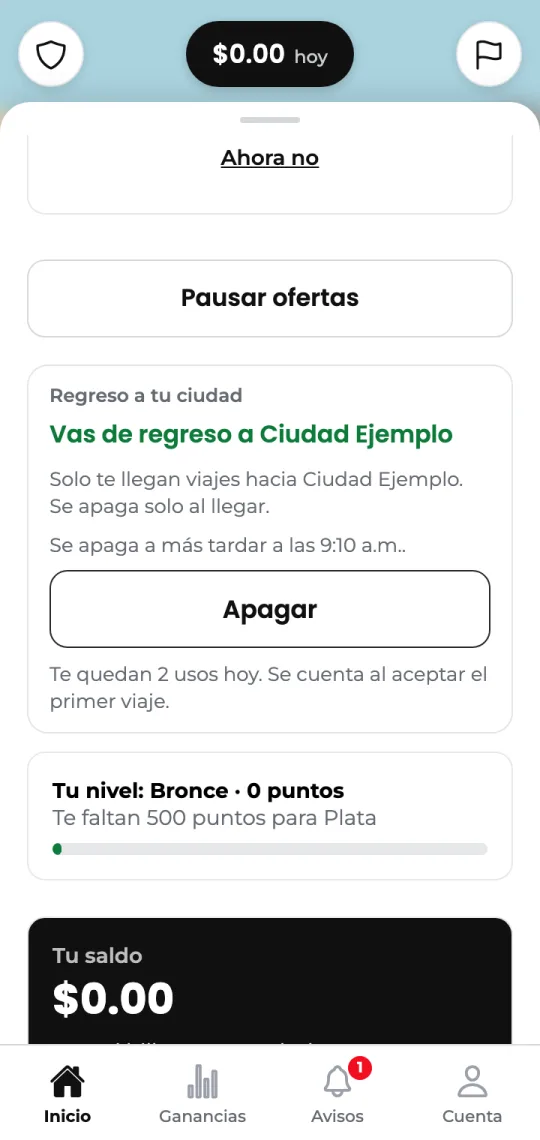 $0.00 hoy
Ahora no
Pausar ofertas
Regreso a tu ciudad
Vas de regreso a Ciudad Ejemplo
Solo te llegan viajes hacia Ciudad Ejemplo.
Se apaga solo al llegar.
Se apaga a más tardar a las 9:10 a.m..
Apagar
Te quedan 2 usos hoy. Se cuenta al aceptar el
primer viaje.
Tu nivel: Bronce · 0 puntos
Te faltan 500 puntos para Plata
Tu saldo
$0.00
1
Inicio
Ganancias
Avisos
Cuenta